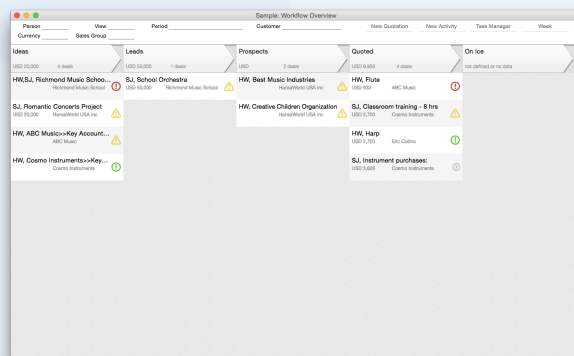 Sample: Workflow Overview
Person View Period Customer New Quotation New Activity Task Manager Week
Currency Sales Group
Ideas Leads Prospects Quoted On Ice
USD 20,000 4 deals USD 50,000 1 deals USD 2 deals USD 9,959 4 deals not defined or no data
HW,SJ, Richmond Music Schoo...
Richmond Music School
SJ, School Orchestra
USD 50,000 Richmond Music School
HW, Best Music Industries
HansaWorld USA inc
HW, Flute
USD 933 ABC Music
SJ, Romantic Concerts Project
USD 20,000 HansaWorld USA inc
HW, Creative Children Organization
HansaWorld USA inc
SJ, Classroom training - 8 hrs
USD 2,700 Cosmo Instruments
HW, ABC Music>>Key Account...
ABC Music
HW, Harp
USD 2,700 Eric Collins
HW, Cosmo Instruments>>Key...
Cosmo Instruments
SJ, Instrument purchases:
USD 3,626 Cosmo Instruments